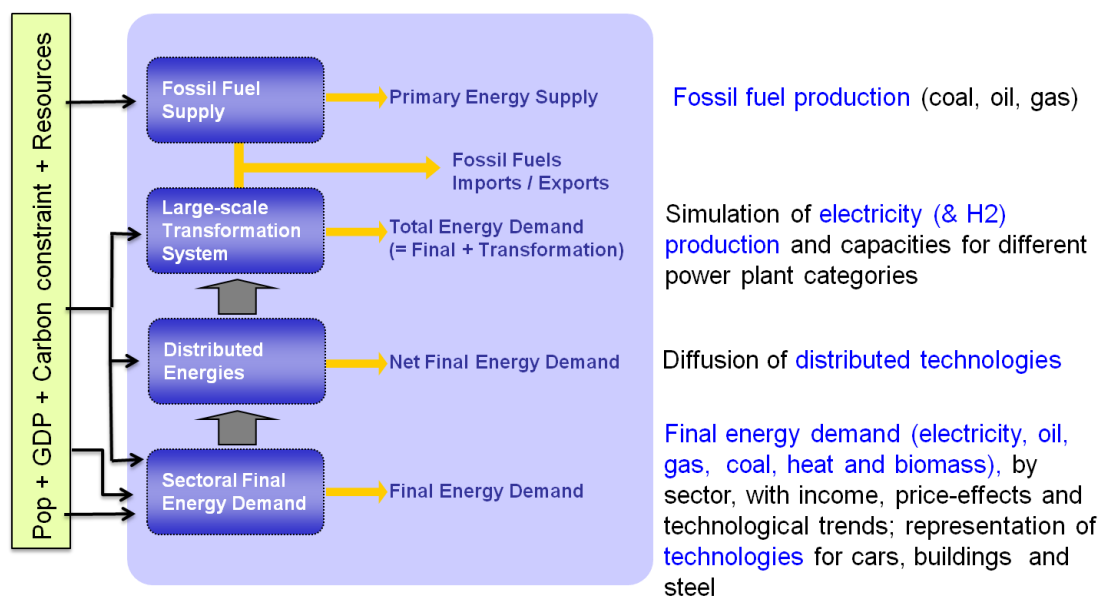 Pop + GDP + Carbon constraint + Resources
Fossil Fuel
Supply
Primary Energy Supply
Fossil fuel production (coal, oil, gas)
Fossil Fuels
Imports / Exports
Large-scale
Transformation
System
Total Energy Demand
(= Final + Transformation)
Simulation of electricity (& H2)
production and capacities for different
power plant categories
Distributed
Energies
Net Final Energy Demand
Diffusion of distributed technologies
Sectoral Final
Energy Demand
Final Energy Demand
Final energy demand (electricity, oil,
gas, coal, heat and biomass), by
sector, with income, price-effects and
technological trends; representation of
technologies for cars, buildings and
steel